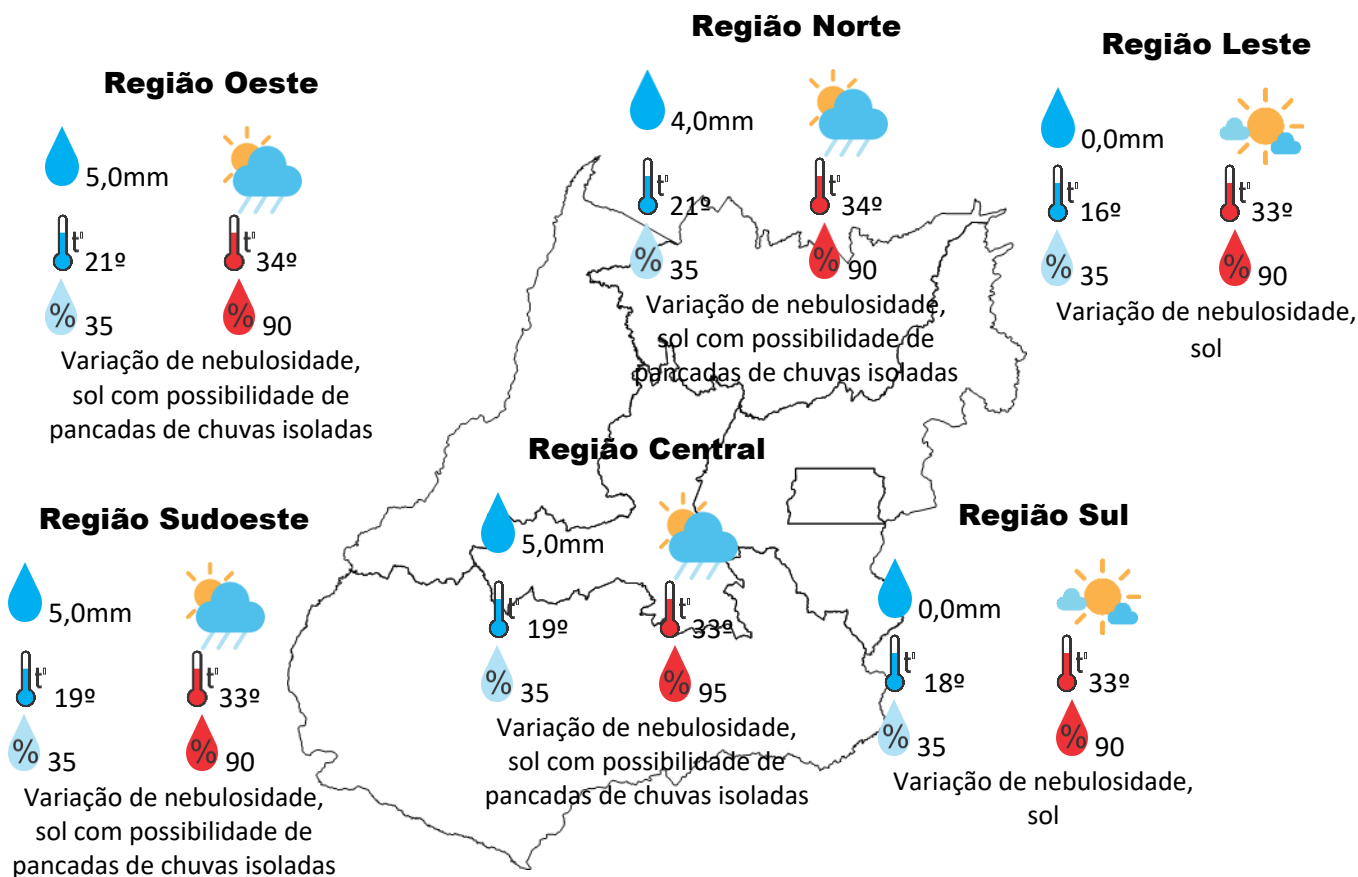 Região Norte
4,0mm
t°
21º
t°
34º
%
35
%
90
Variação de nebulosidade,
sol com possibilidade de
pancadas de chuvas isoladas
Região Leste
0,0mm
t°
16º
t°
33º
%
35
%
90
Variação de nebulosidade,
sol
Região Oeste
5,0mm
t°
21º
t°
34º
%
35
%
90
Variação de nebulosidade,
sol com possibilidade de
pancadas de chuvas isoladas
Região Central
5,0mm
t°
19º
t°
33º
%
35
%
95
Variação de nebulosidade,
sol com possibilidade de
pancadas de chuvas isoladas
Região Sudoeste
5,0mm
t°
19º
t°
33º
%
35
%
90
Variação de nebulosidade,
sol com possibilidade de
pancadas de chuvas isoladas
Região Sul
0,0mm
t°
18º
t°
33º
%
35
%
90
Variação de nebulosidade,
sol